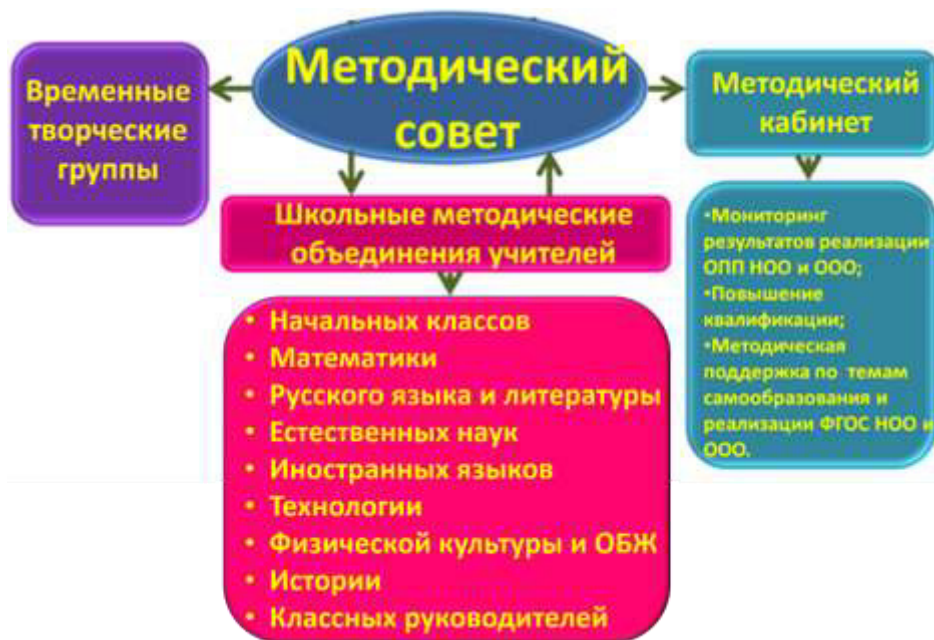 Методический
совет
Временные
творческие
группы
Методический
кабинет
Школьные методические
объединения учителей
•Мониторинг
результатов реализации
ОПП НОО и ООО;
•Повышение
квалификации;
•Методическая
поддержка по темам
самообразования и
реализации ФГОС НОО и
ООО.
• Начальных классов
• Математики
• Русского языка и литературы
• Естественных наук
• Иностранных языков
• Технологии
• Физической культуры и ОБЖ
• Истории
• Классных руководителей